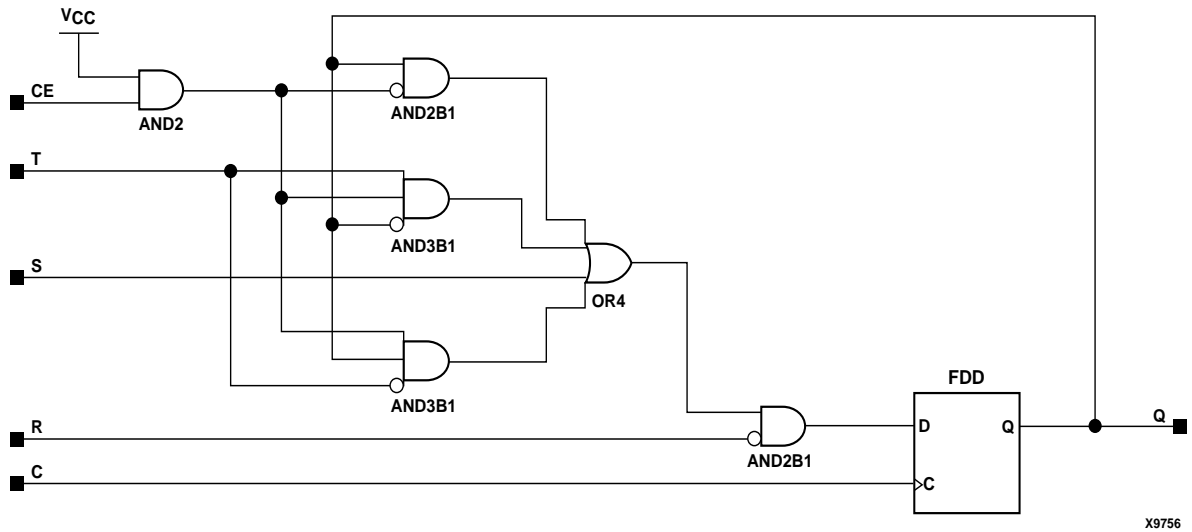 VCC
CE
AND2
AND2B1
T
AND3B1
S
OR4
AND3B1
FDD
R
D
Q
Q
AND2B1
C
C
X9756